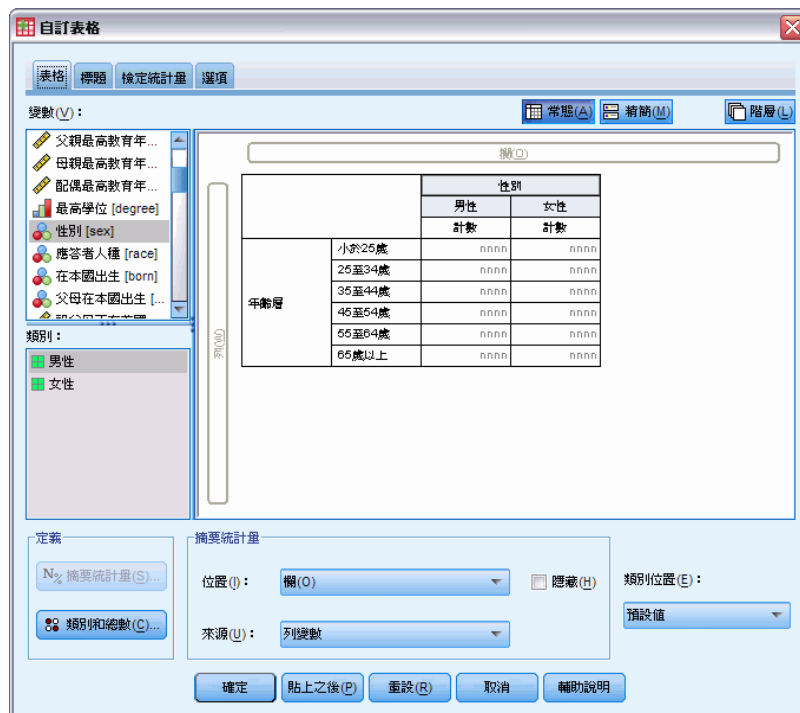 自訂表格
表格 標題 檢定統計量 選項
變數(V)：
常態(A) 精簡(M) 階層(L)
父親最高教育年...
母親最高教育年...
配偶最高教育年...
最高學位 [degree]
性別 [sex]
應答者人種 [race]
在本國出生 [born]
父母在本國出生 [...
類別：
男性
女性
欄(O)
性別
男性 女性
計數 計數
年齡層
小於25歲 nnnn nnnn
25至34歲 nnnn nnnn
35至44歲 nnnn nnnn
45至54歲 nnnn nnnn
55至64歲 nnnn nnnn
65歲以上 nnnn nnnn
定義
N% 摘要統計量(S)...
類別和總數(C)...
摘要統計量
位置(I)： 欄(O) 隱藏(H)
來源(U)： 列變數
類別位置(E)：
預設值
確定 貼上之後(P) 重設(R) 取消 輔助說明